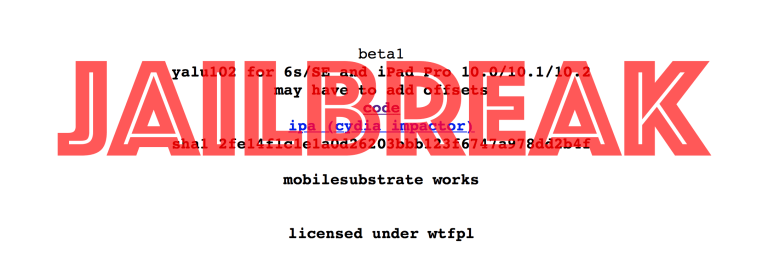 beta1
yalu102 for 6s/SE and iPad Pro 10.0/10.1/10.2
may have to add offsets
code
ipa (cydia impactor)
sha1 2fe14f1c1e1a0d26203bbb123f6747a978dd2b4f
JAILBREAK
mobilesubstrate works
licensed under wtfpl